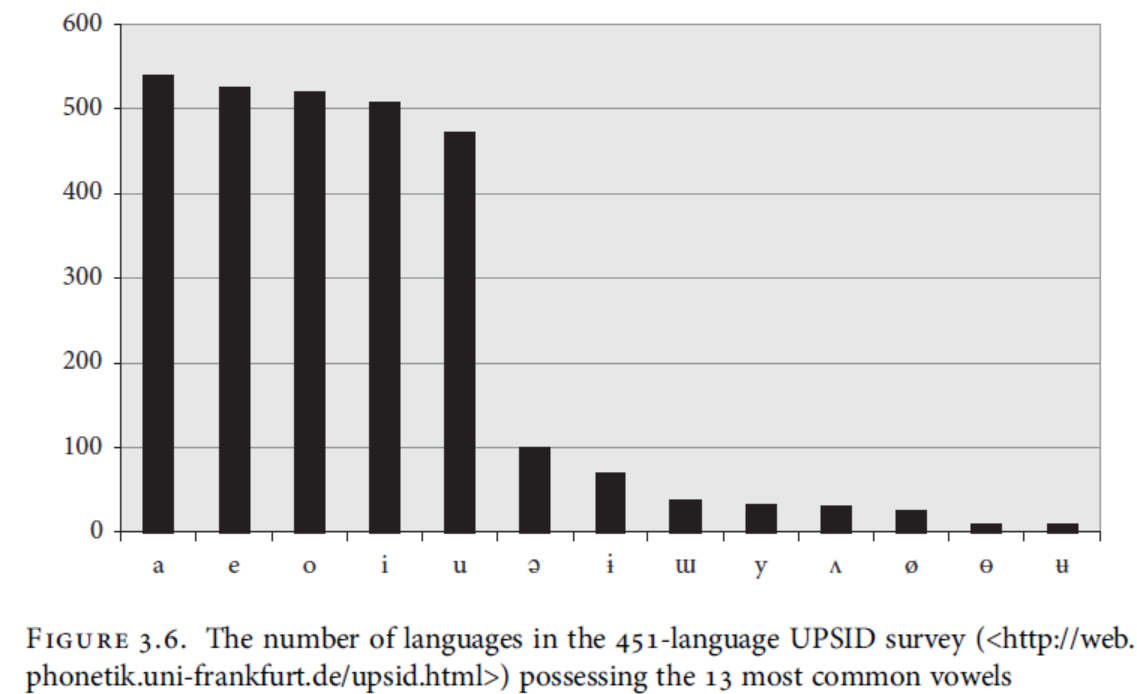 600
500
400
300
200
100
0
a e o i u ə ɨ ɯ y ʌ ø ɵ ʉ
FIGURE 3.6. The number of languages in the 451-language UPSID survey (<http://web.
phonetik.uni-frankfurt.de/upsid.html>) possessing the 13 most common vowels